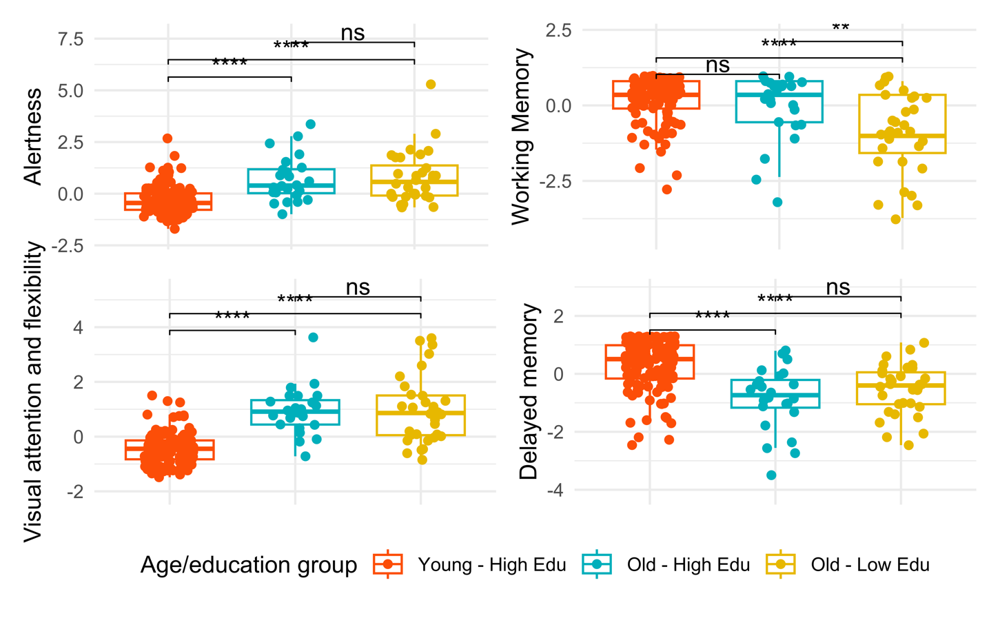 Alertness
7.5
5.0
2.5
0.0
-2.5
ns
****
****
Working Memory
2.5
0.0
-2.5
**
****
ns
Visual attention and flexibility
4
2
0
-2
ns
****
****
Delayed memory
2
0
-2
-4
ns
****
****
Age/education group
Young - High Edu
Old - High Edu
Old - Low Edu